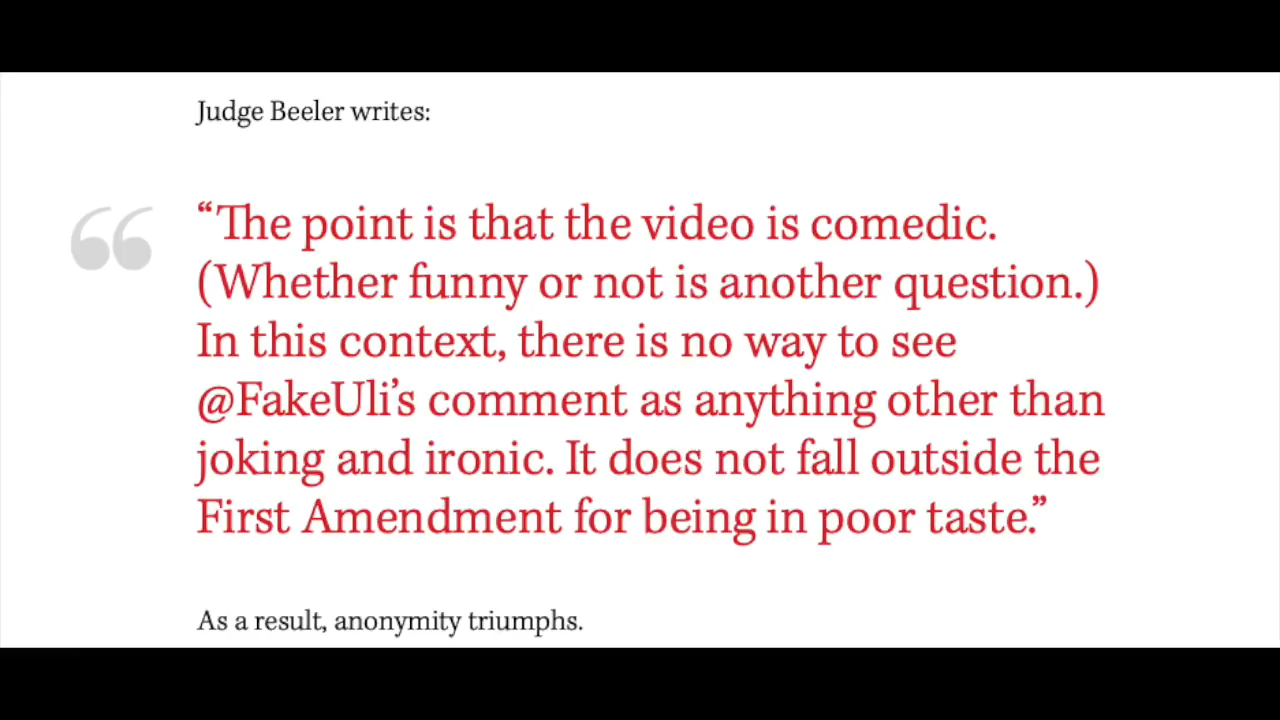 Judge Beeler writes:
“The point is that the video is comedic.
(Whether funny or not is another question.)
In this context, there is no way to see
@FakeUli’s comment as anything other than
joking and ironic. It does not fall outside the
First Amendment for being in poor taste.”
As a result, anonymity triumphs.